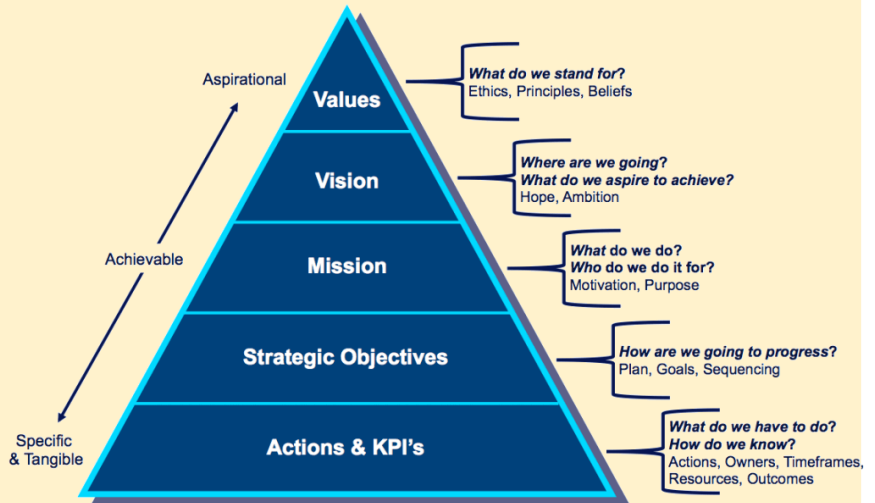 Aspirational
Values
What do we stand for?
Ethics, Principles, Beliefs
Vision
Where are we going?
What do we aspire to achieve?
Hope, Ambition
Achievable
Mission
What do we do?
Who do we do it for?
Motivation, Purpose
Strategic Objectives
How are we going to progress?
Plan, Goals, Sequencing
Specific
& Tangible
Actions & KPI's
What do we have to do?
How do we know?
Actions, Owners, Timeframes,
Resources, Outcomes